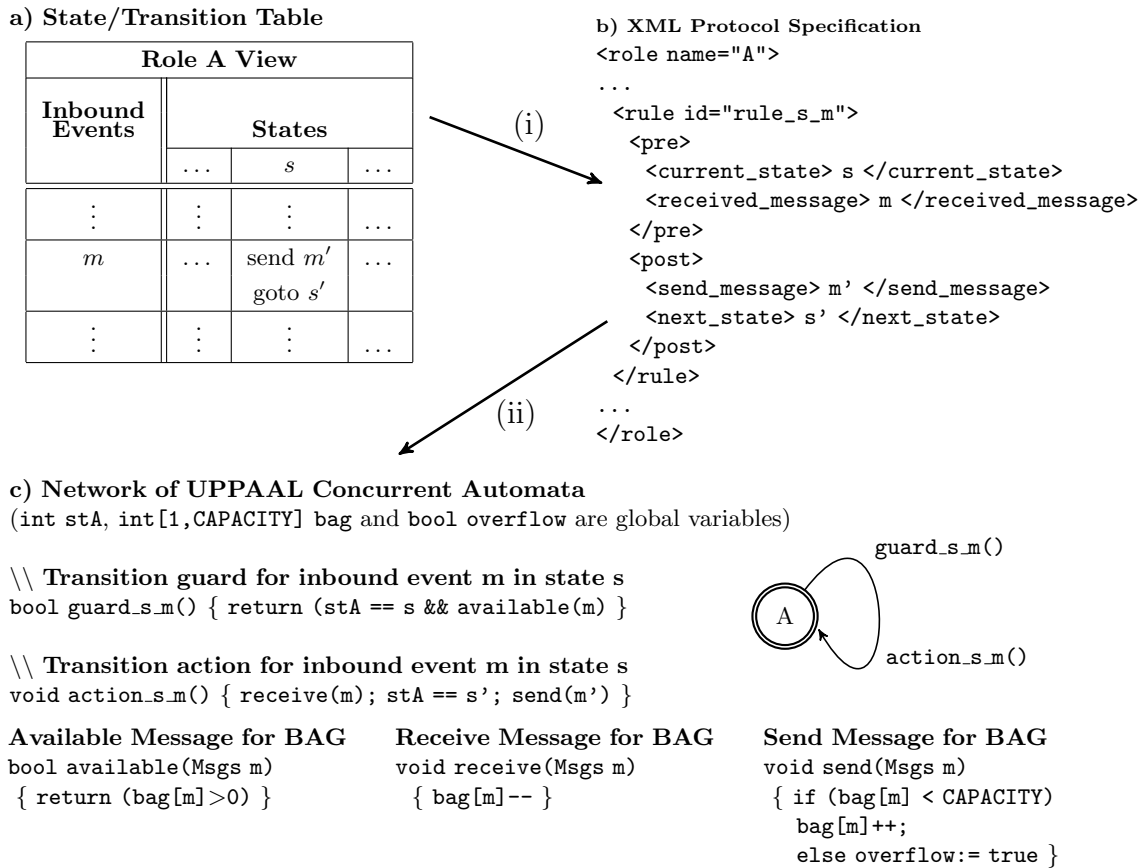 a) State/Transition Table
Role A View
Inbound
Events
States
... s ...
⋮ ⋮ ⋮ ...
m ... send m′ ...
goto s′
⋮ ⋮ ⋮ ...
(i)
b) XML Protocol Specification
<role name="A">
...
<rule id="rule_s_m">
<pre>
<current_state> s </current_state>
<received_message> m </received_message>
</pre>
<post>
<send_message> m’ </send_message>
<next_state> s’ </next_state>
</post>
</rule>
...
</role>
(ii)
c) Network of UPPAAL Concurrent Automata
(int stA, int[1,CAPACITY] bag and bool overflow are global variables)
\\ Transition guard for inbound event m in state s
bool guard_s_m() { return (stA == s && available(m) }
\\ Transition action for inbound event m in state s
void action_s_m() { receive(m); stA == s’; send(m’) }
guard_s_m()
A
action_s_m()
Available Message for BAG
bool available(Msgs m)
{ return (bag[m]>0) }
Receive Message for BAG
void receive(Msgs m)
{ bag[m]-- }
Send Message for BAG
void send(Msgs m)
{ if (bag[m] < CAPACITY)
bag[m]++;
else overflow:= true }